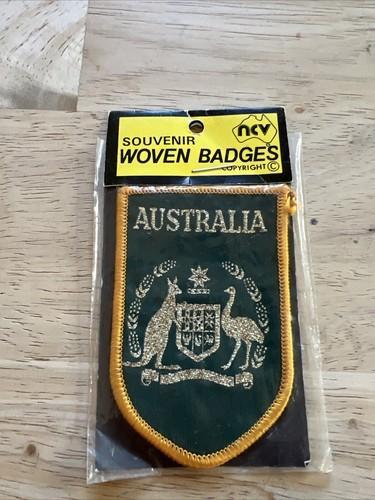 SOUVENIR
ncv
WOVEN BADGES
COPYRIGHT ©
AUSTRALIA